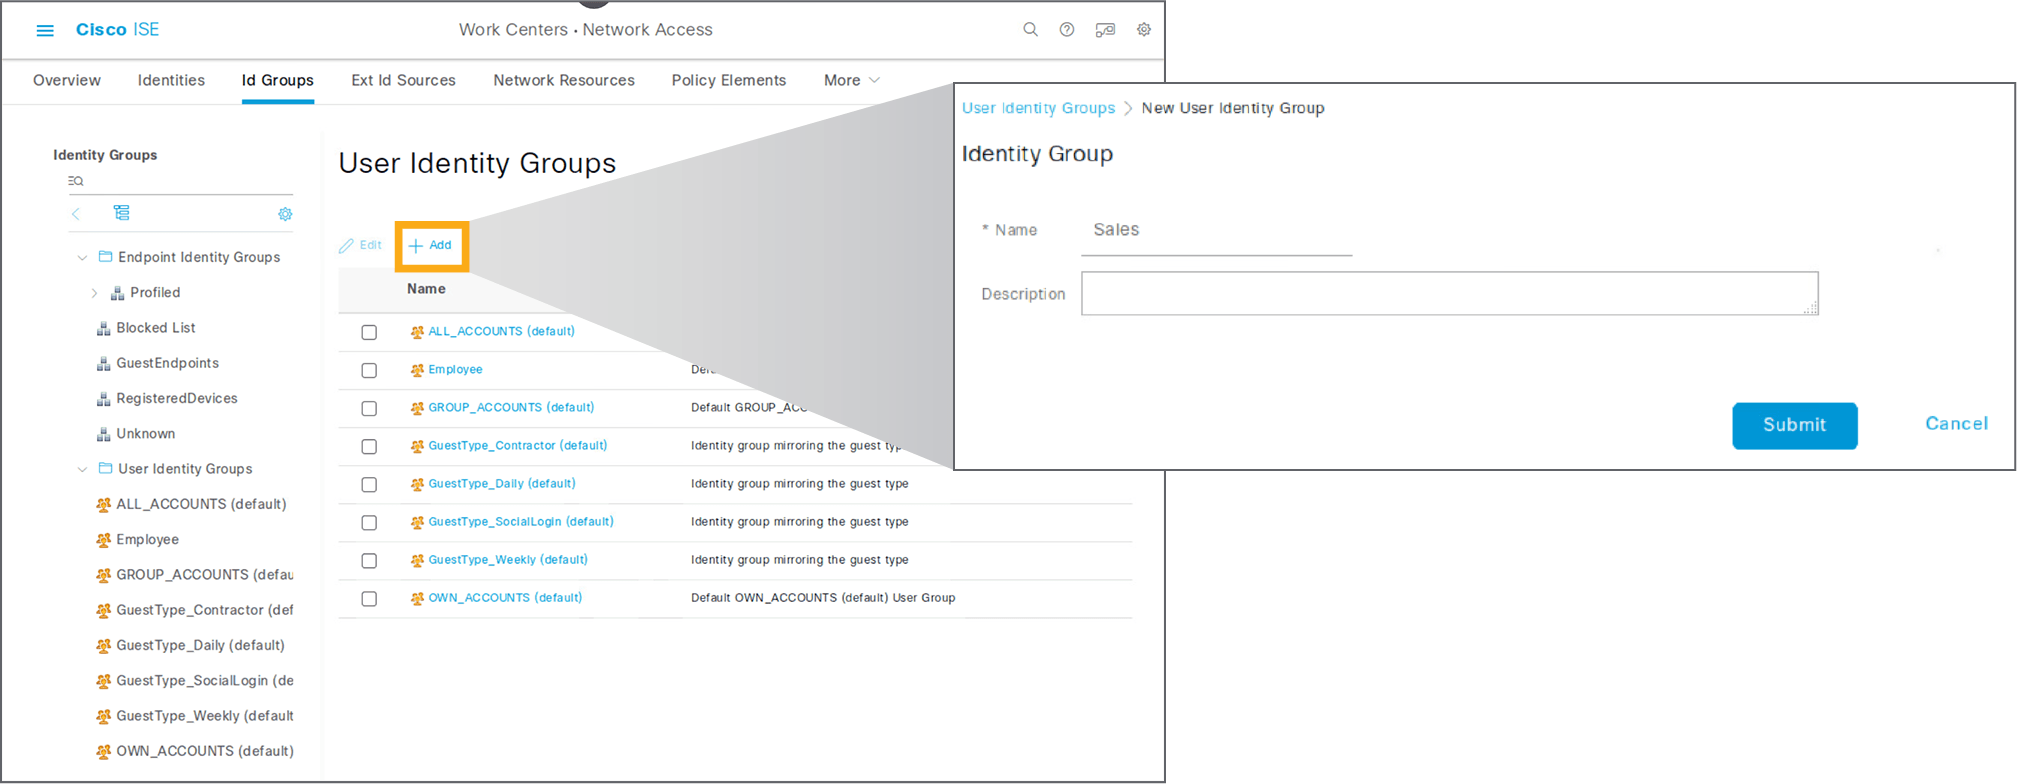 Cisco ISE
Work Centers · Network Access
Overview Identities Id Groups Ext Id Sources Network Resources Policy Elements More
Identity Groups
Endpoint Identity Groups
Profiled
Blocked List
GuestEndpoints
RegisteredDevices
Unknown
User Identity Groups
ALL_ACCOUNTS (default)
Employee
GROUP_ACCOUNTS (defau
GuestType_Contractor (def
GuestType_Daily (default)
GuestType_SocialLogin (de
GuestType_Weekly (default
OWN_ACCOUNTS (default)
User Identity Groups
Edit Add
Name
ALL_ACCOUNTS (default)
Employee Def
GROUP_ACCOUNTS (default) Default GROUP_ACC
GuestType_Contractor (default) Identity group mirroring the guest type
GuestType_Daily (default) Identity group mirroring the guest type
GuestType_SocialLogin (default) Identity group mirroring the guest type
GuestType_Weekly (default) Identity group mirroring the guest type
OWN_ACCOUNTS (default) Default OWN_ACCOUNTS (default) User Group
User Identity Groups > New User Identity Group
Identity Group
* Name Sales
Description
Submit Cancel